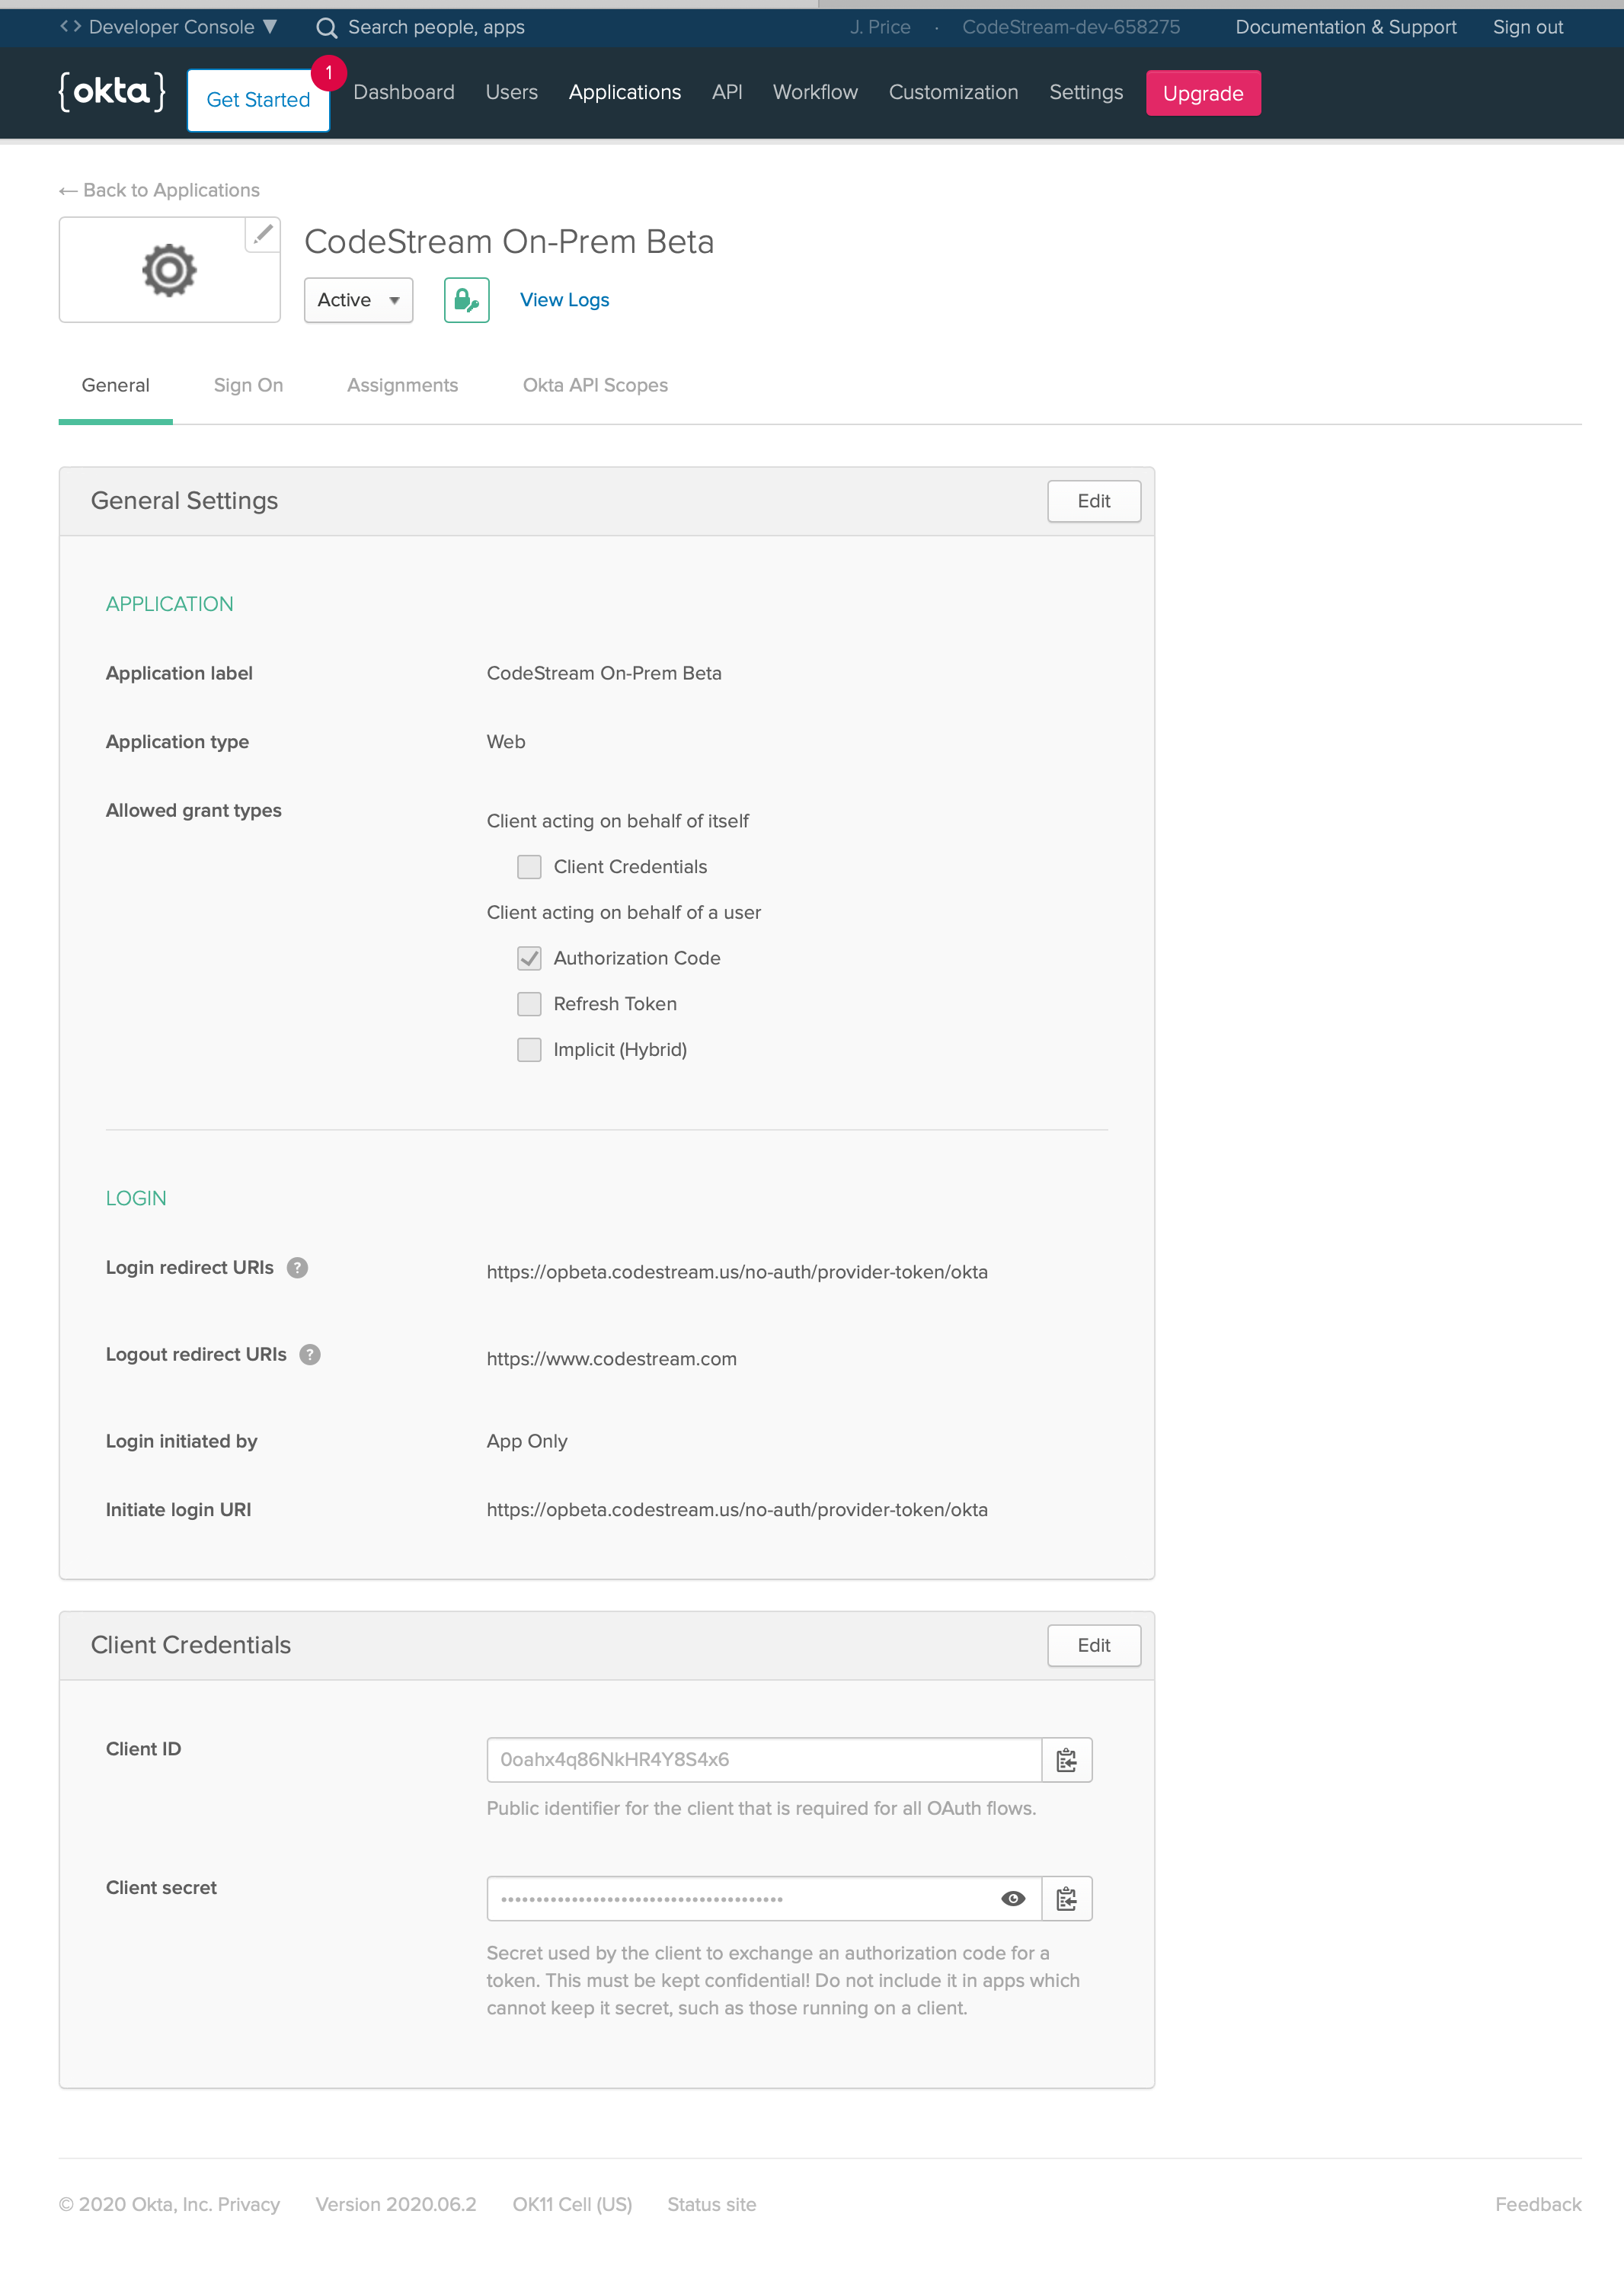 <> Developer Console ▼ Search people, apps J. Price · CodeStream-dev-658275 Documentation & Support Sign out
{okta} Get Started 1 Dashboard Users Applications API Workflow Customization Settings Upgrade
← Back to Applications
CodeStream On-Prem Beta
Active ▼ View Logs
General Sign On Assignments Okta API Scopes
General Settings Edit
APPLICATION
Application label CodeStream On-Prem Beta
Application type Web
Allowed grant types
Client acting on behalf of itself
Client Credentials
Client acting on behalf of a user
Authorization Code
Refresh Token
Implicit (Hybrid)
LOGIN
Login redirect URIs ? https://opbeta.codestream.us/no-auth/provider-token/okta
Logout redirect URIs ? https://www.codestream.com
Login initiated by App Only
Initiate login URI https://opbeta.codestream.us/no-auth/provider-token/okta
Client Credentials Edit
Client ID 0oahx4q86NkHR4Y8S4x6
Public identifier for the client that is required for all OAuth flows.
Client secret ••••••••••••••••••••••••••••••••••••••••
Secret used by the client to exchange an authorization code for a
token. This must be kept confidential! Do not include it in apps which
cannot keep it secret, such as those running on a client.
© 2020 Okta, Inc. Privacy Version 2020.06.2 OK11 Cell (US) Status site Feedback